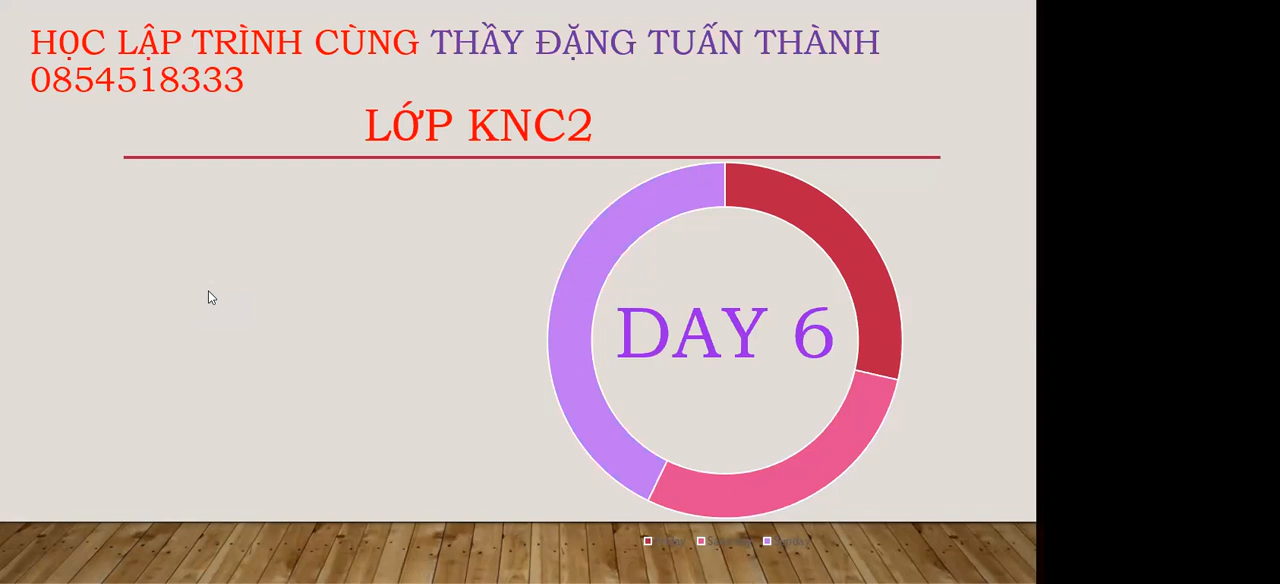 HỌC LẬP TRÌNH CÙNG THẦY ĐẶNG TUẤN THÀNH
0854518333
LỚP KNC2
DAY 6